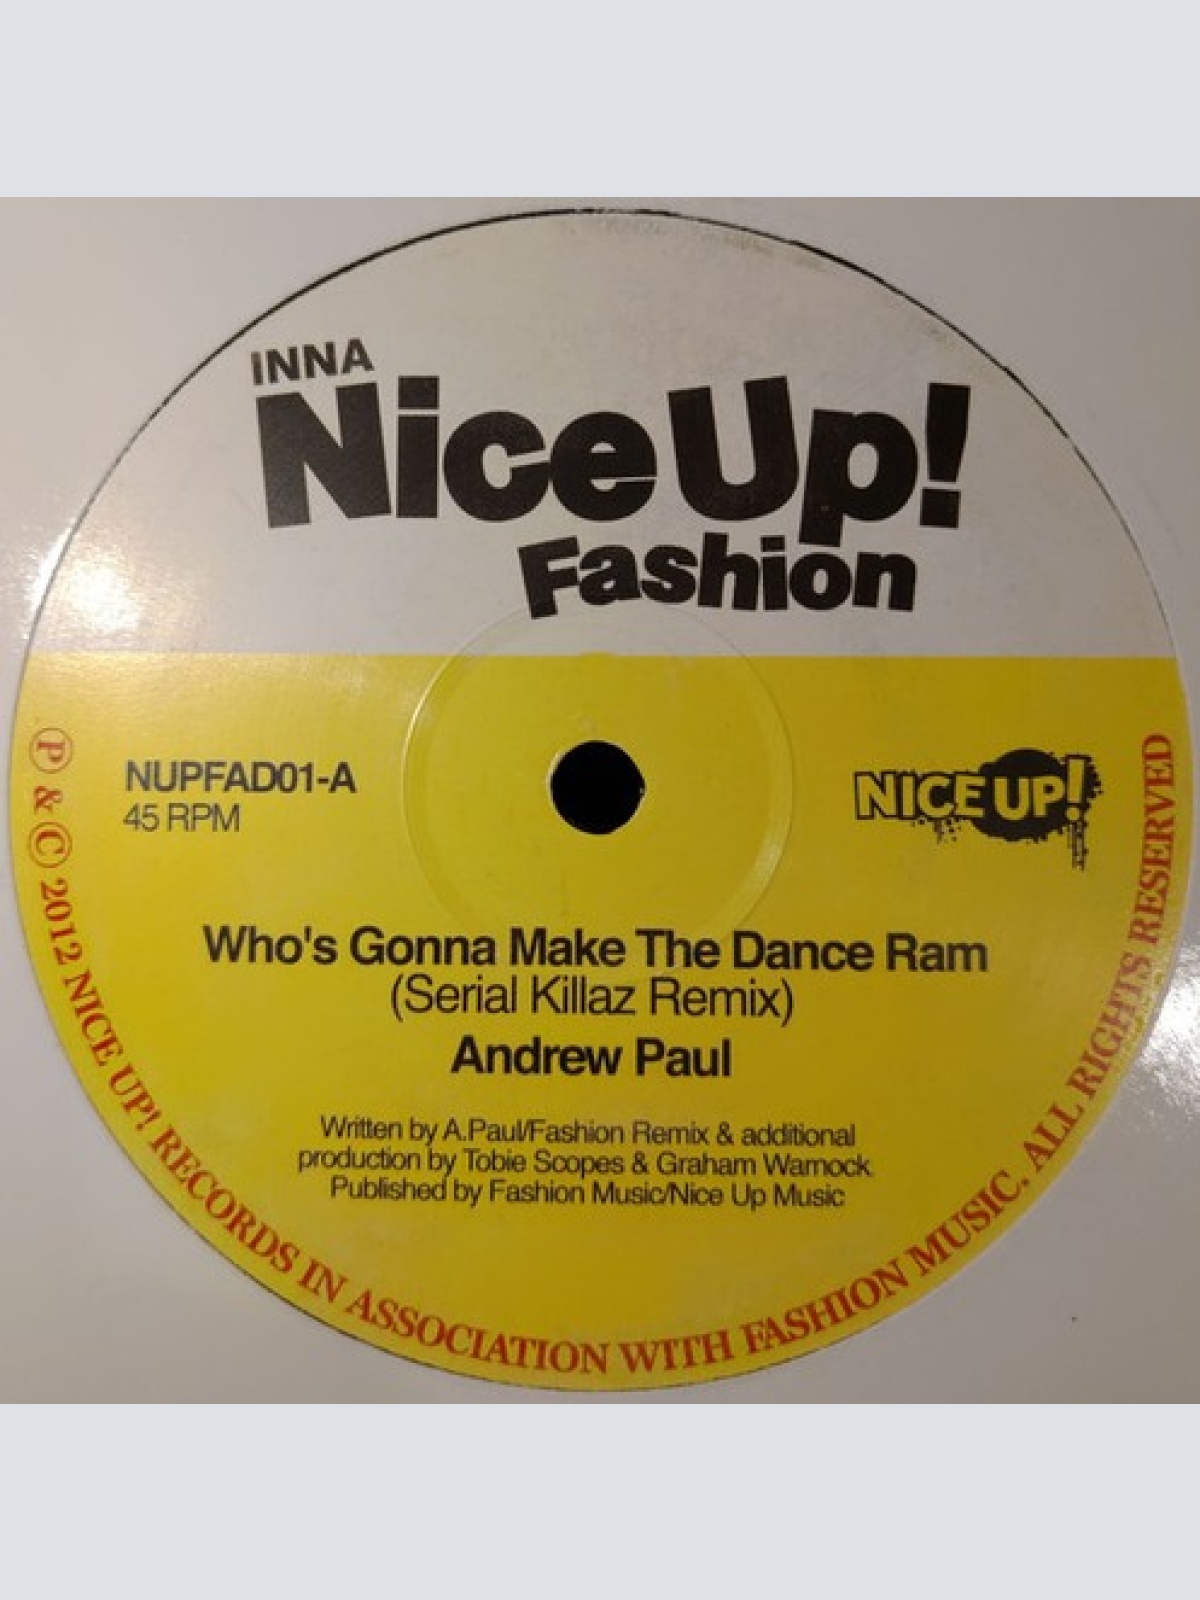 INNA
Nice Up!
Fashion
NUPFAD01-A
45 RPM
NICE UP!
Who's Gonna Make The Dance Ram
(Serial Killaz Remix)
Andrew Paul
Written by A.Paul/Fashion Remix & additional
production by Tobie Scopes & Graham Warnock.
Published by Fashion Music/Nice Up Music
Ⓟ & © 2012 NICE UP! RECORDS IN ASSOCIATION WITH FASHION MUSIC. ALL RIGHTS RESERVED